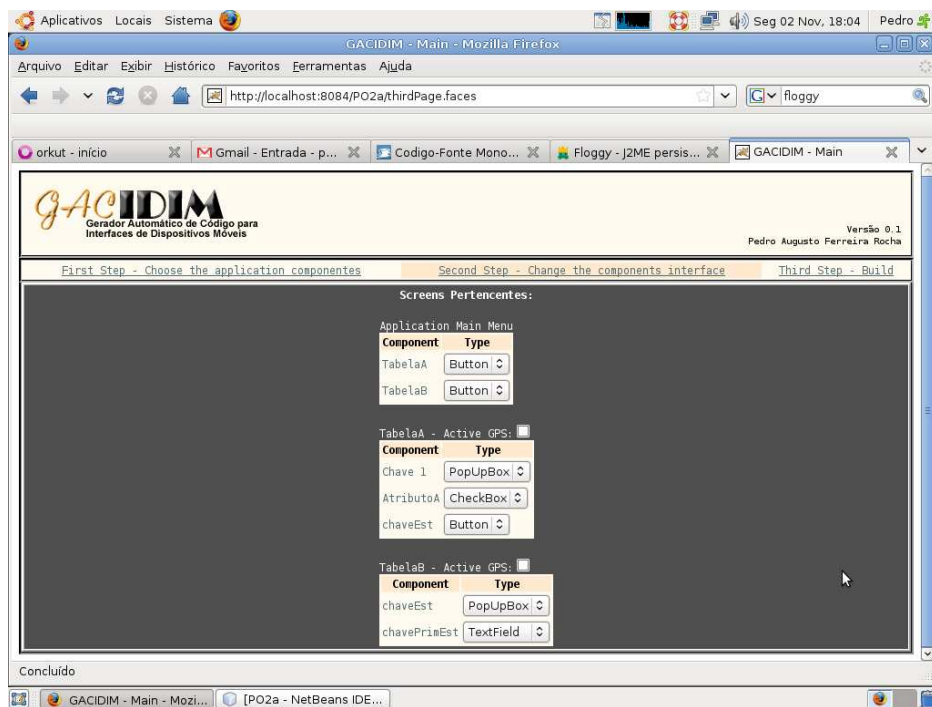 Aplicativos Locais Sistema Seg 02 Nov, 18:04 Pedro
GACIDIM - Main - Mozilla Firefox
Arquivo Editar Exibir Histórico Favoritos Ferramentas Ajuda
http://localhost:8084/PO2a/thirdPage.faces G floggy
orkut - início Gmail - Entrada - p... Codigo-Fonte Mono... Floggy - J2ME persis... GACIDIM - Main
GACIDIM
Gerador Automático de Código para
Interfaces de Dispositivos Móveis
Versão 0.1
Pedro Augusto Ferreira Rocha
First Step - Choose the application componentes Second Step - Change the components interface Third Step - Build
Screens Pertencentes:
Application Main Menu
Component Type
TabelaA Button
TabelaB Button
TabelaA - Active GPS:
Component Type
Chave 1 PopUpBox
AtributoA CheckBox
chaveEst Button
TabelaB - Active GPS:
Component Type
chaveEst PopUpBox
chavePrimEst TextField
Concluído
GACIDIM - Main - Mozi... [PO2a - NetBeans IDE...